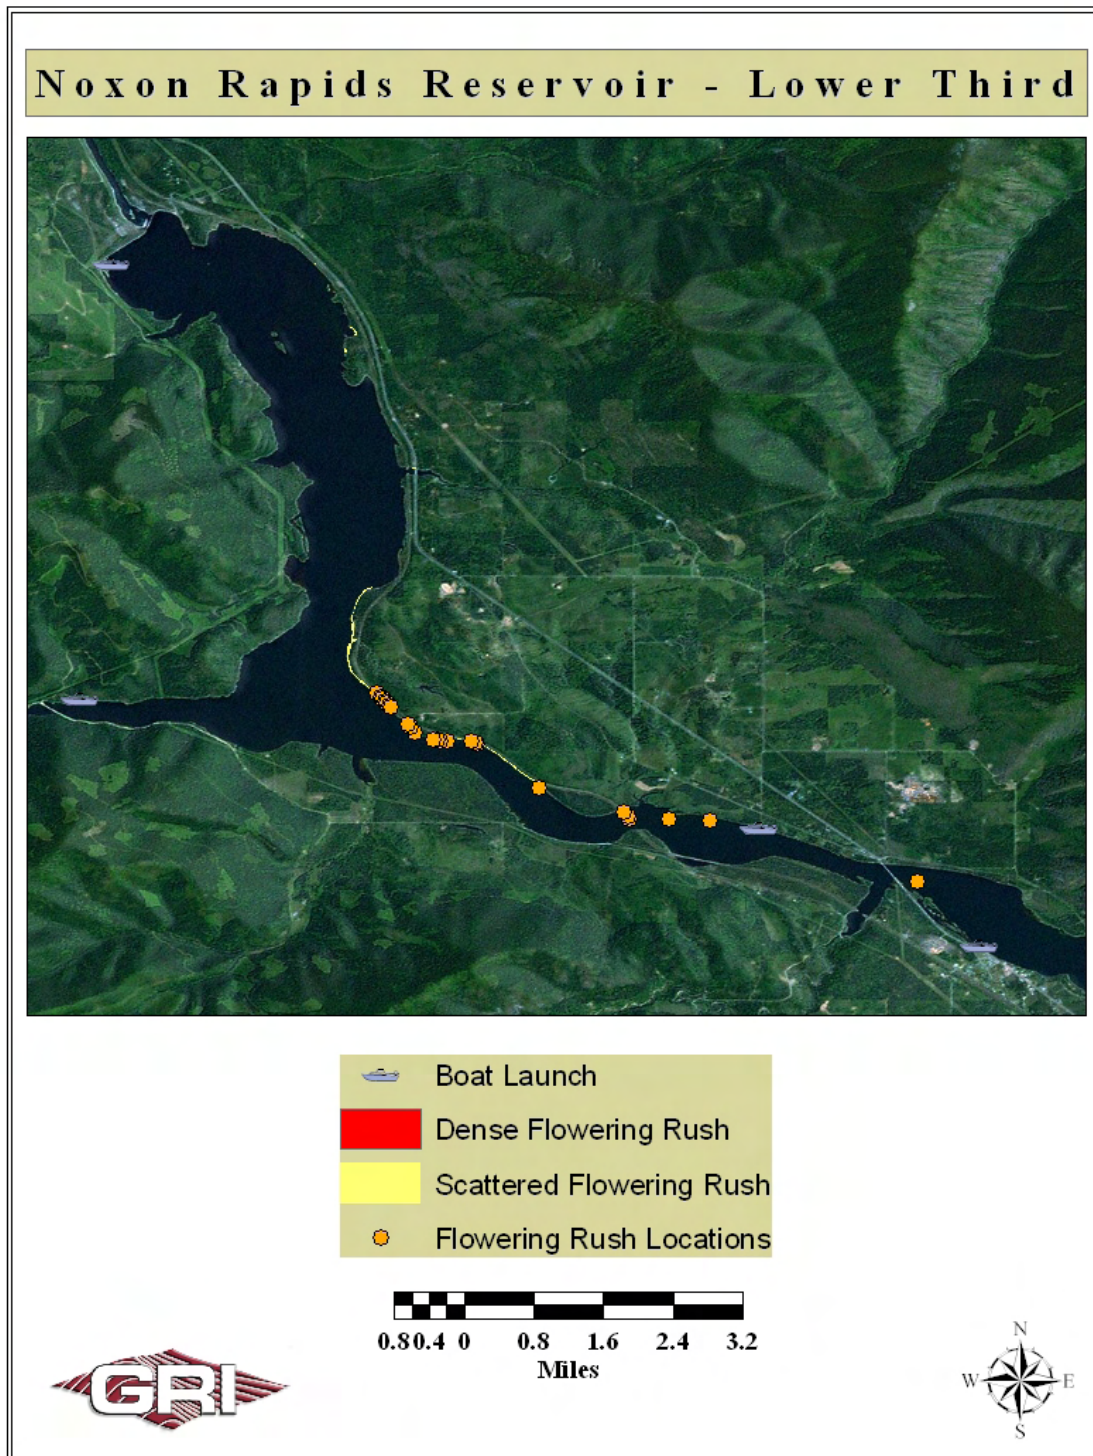 Noxon Rapids Reservoir - Lower Third
Boat Launch
Dense Flowering Rush
Scattered Flowering Rush
Flowering Rush Locations
0.8 0.4 0 0.8 1.6 2.4 3.2
Miles
GRI
N
W E
S